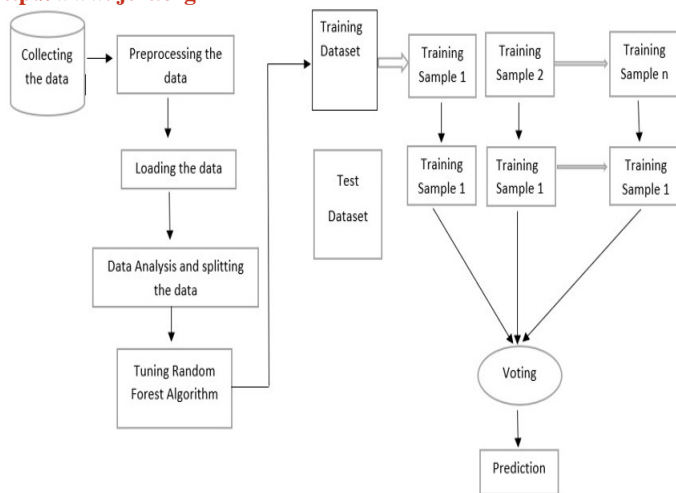 Collecting
the data
Preprocessing the
data
Loading the data
Data Analysis and splitting
the data
Tuning Random
Forest Algorithm
Training
Dataset
Training
Sample 1
Training
Sample 2
Training
Sample n
Test
Dataset
Training
Sample 1
Training
Sample 1
Training
Sample 1
Voting
Prediction